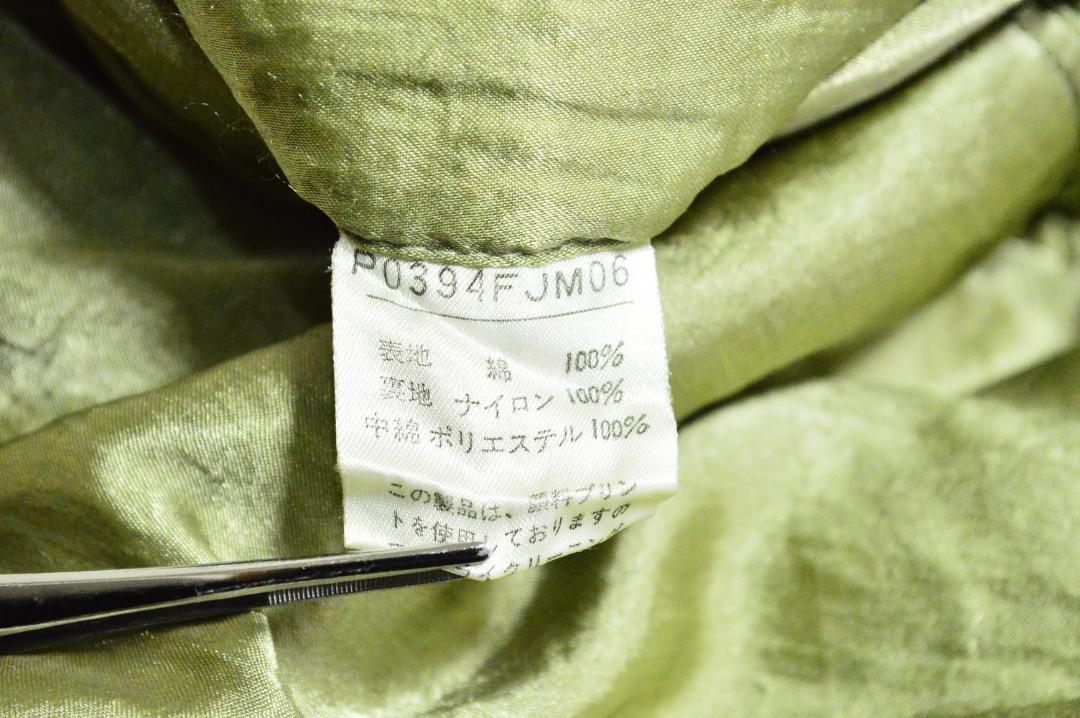 P0394FJM06
表地 綿 100%
裏地 ナイロン 100%
中綿 ポリエステル 100%
この製品は、顔料プリン
トを使用しておりますの